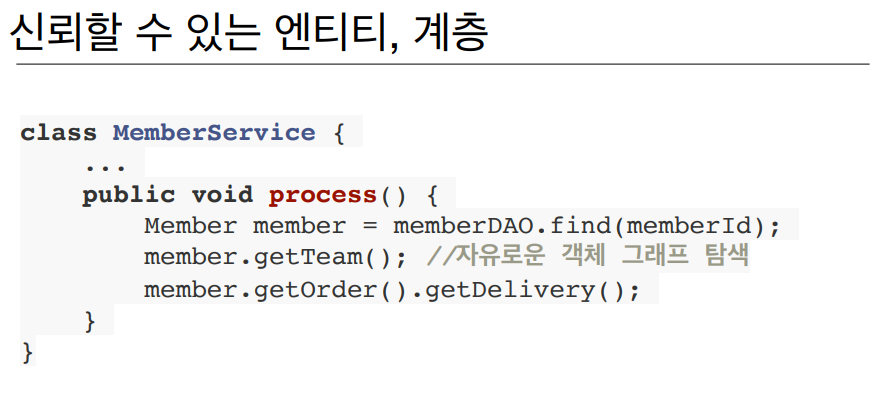 신뢰할 수 있는 엔티티, 계층
class MemberService {
    ...
    public void process() {
        Member member = memberDAO.find(memberId);
        member.getTeam(); //자유로운 객체 그래프 탐색
        member.getOrder().getDelivery();
    }
}